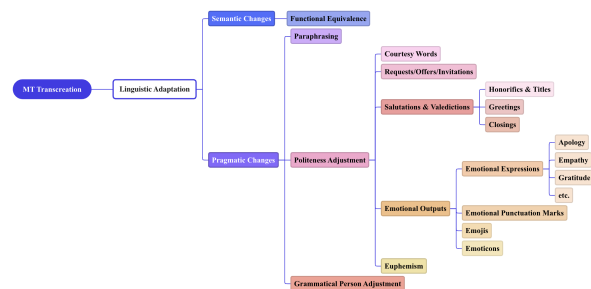 Semantic Changes
Functional Equivalence
Paraphrasing
Courtesy Words
Requests/Offers/Invitations
Honorifics & Titles
MT Transcreation
Linguistic Adaptation
Salutations & Valedictions
Greetings
Closings
Apology
Pragmatic Changes
Politeness Adjustment
Emotional Expressions
Empathy
Gratitude
etc.
Emotional Outputs
Emotional Punctuation Marks
Emojis
Emoticons
Euphemism
Grammatical Person Adjustment